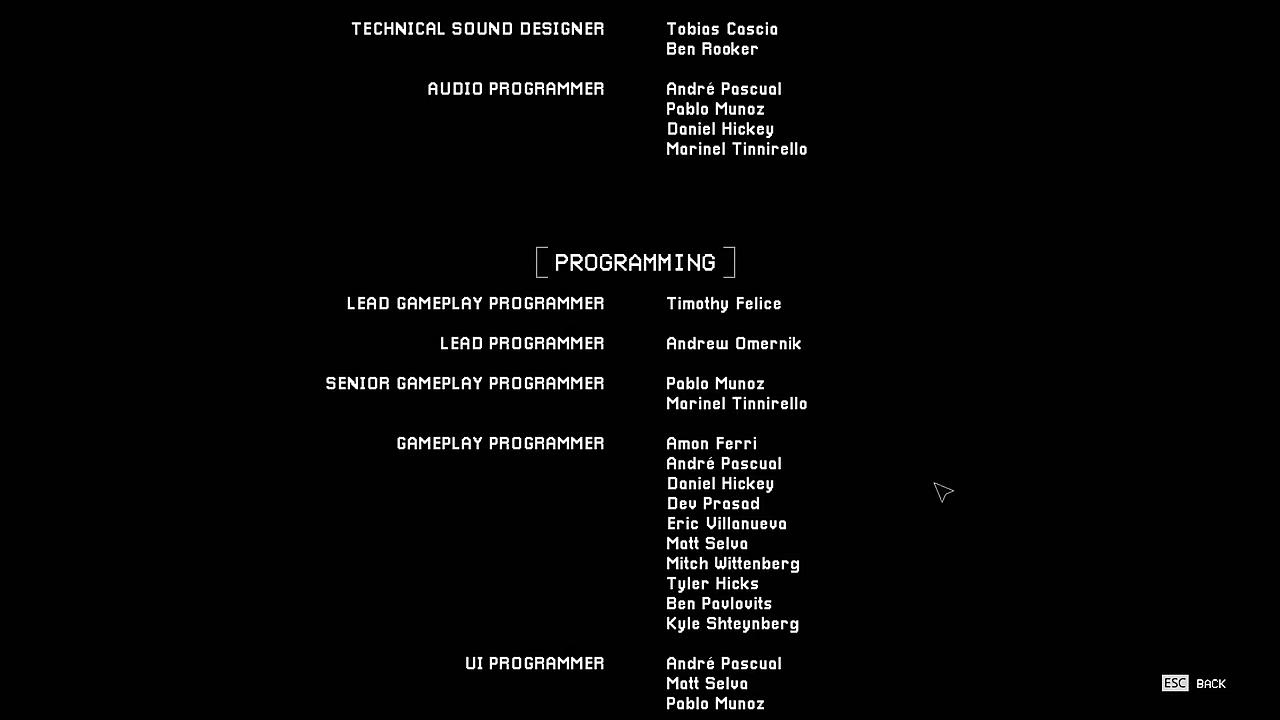 TECHNICAL SOUND DESIGNER Tobias Cascia
Ben Rooker
AUDIO PROGRAMMER André Pascual
Pablo Munoz
Daniel Hickey
Marinel Tinnirello
PROGRAMMING
LEAD GAMEPLAY PROGRAMMER Timothy Felice
LEAD PROGRAMMER Andrew Omernik
SENIOR GAMEPLAY PROGRAMMER Pablo Munoz
Marinel Tinnirello
GAMEPLAY PROGRAMMER Amon Ferri
André Pascual
Daniel Hickey
Dev Prasad
Eric Villanueva
Matt Selva
Mitch Wittenberg
Tyler Hicks
Ben Pavlovits
Kyle Shteynberg
UI PROGRAMMER André Pascual
Matt Selva
Pablo Munoz
ESC BACK